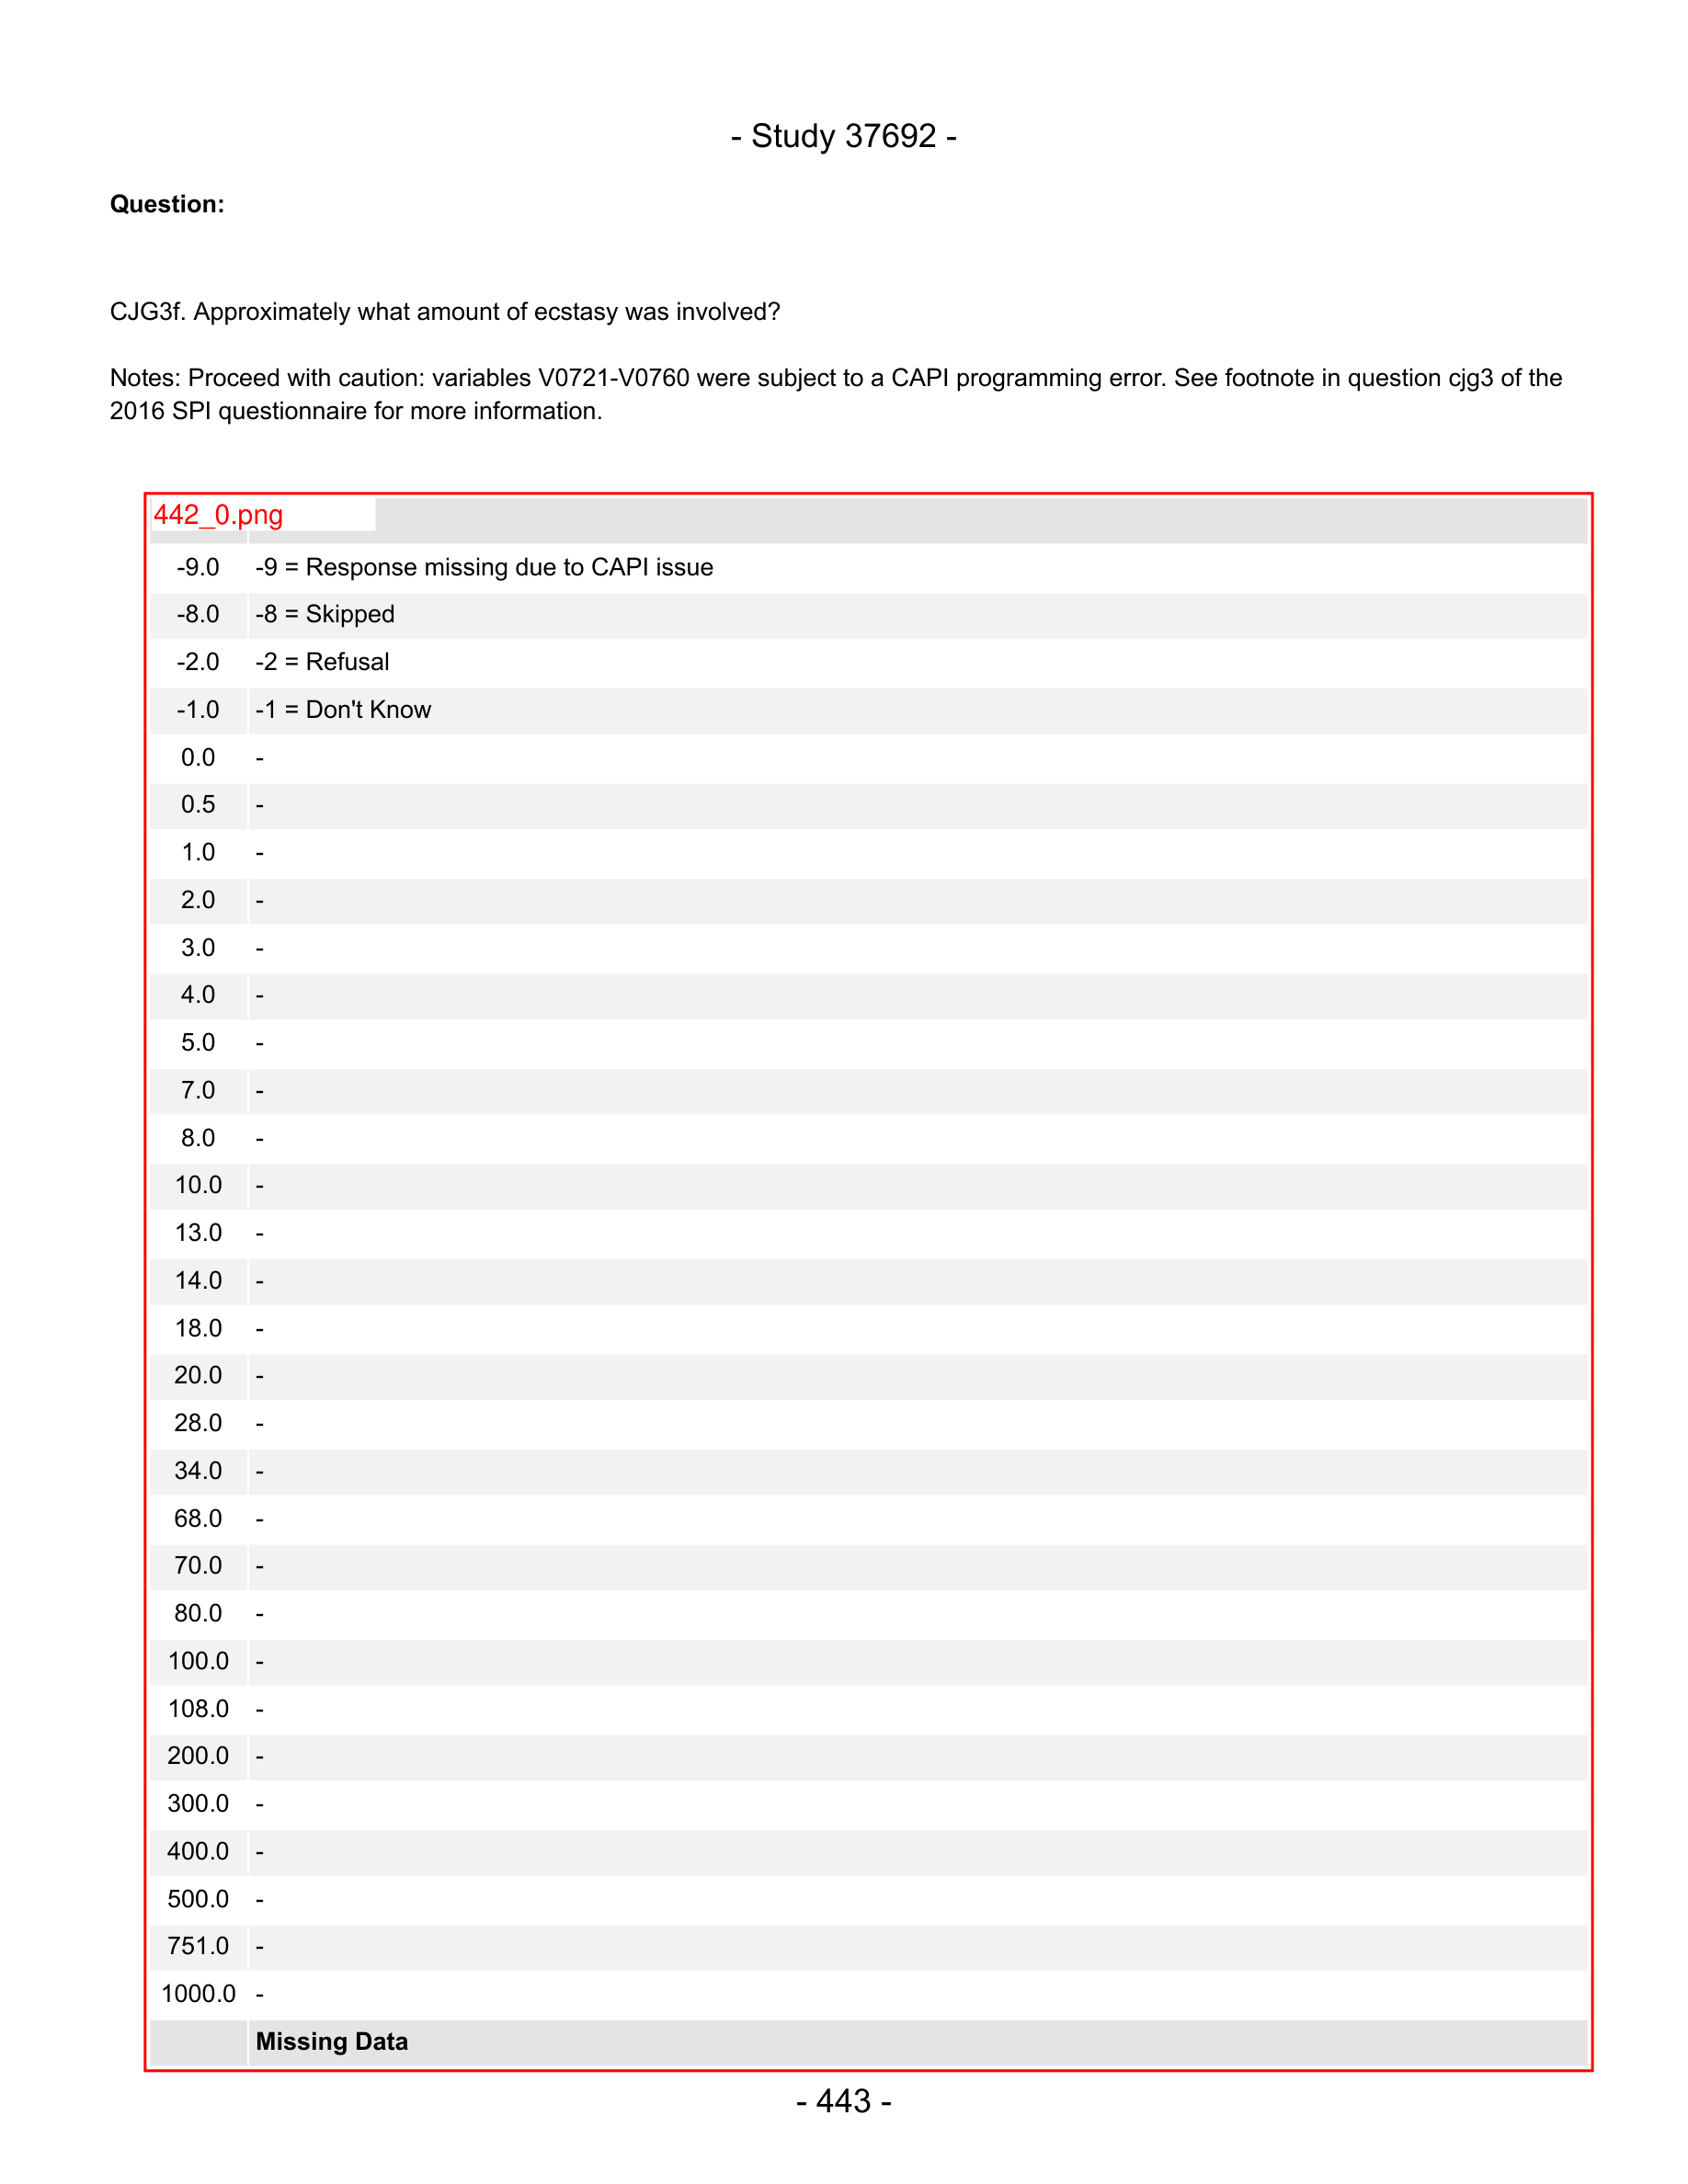 - Study 37692 -
Question:
CJG3f. Approximately what amount of ecstasy was involved?
Notes: Proceed with caution: variables V0721-V0760 were subject to a CAPI programming error. See footnote in question cjg3 of the
2016 SPI questionnaire for more information.
442_0.png
-9.0 -9 = Response missing due to CAPI issue
-8.0 -8 = Skipped
-2.0 -2 = Refusal
-1.0 -1 = Don't Know
0.0 -
0.5 -
1.0 -
2.0 -
3.0 -
4.0 -
5.0 -
7.0 -
8.0 -
10.0 -
13.0 -
14.0 -
18.0 -
20.0 -
28.0 -
34.0 -
68.0 -
70.0 -
80.0 -
100.0 -
108.0 -
200.0 -
300.0 -
400.0 -
500.0 -
751.0 -
1000.0 -
Missing Data
- 443 -